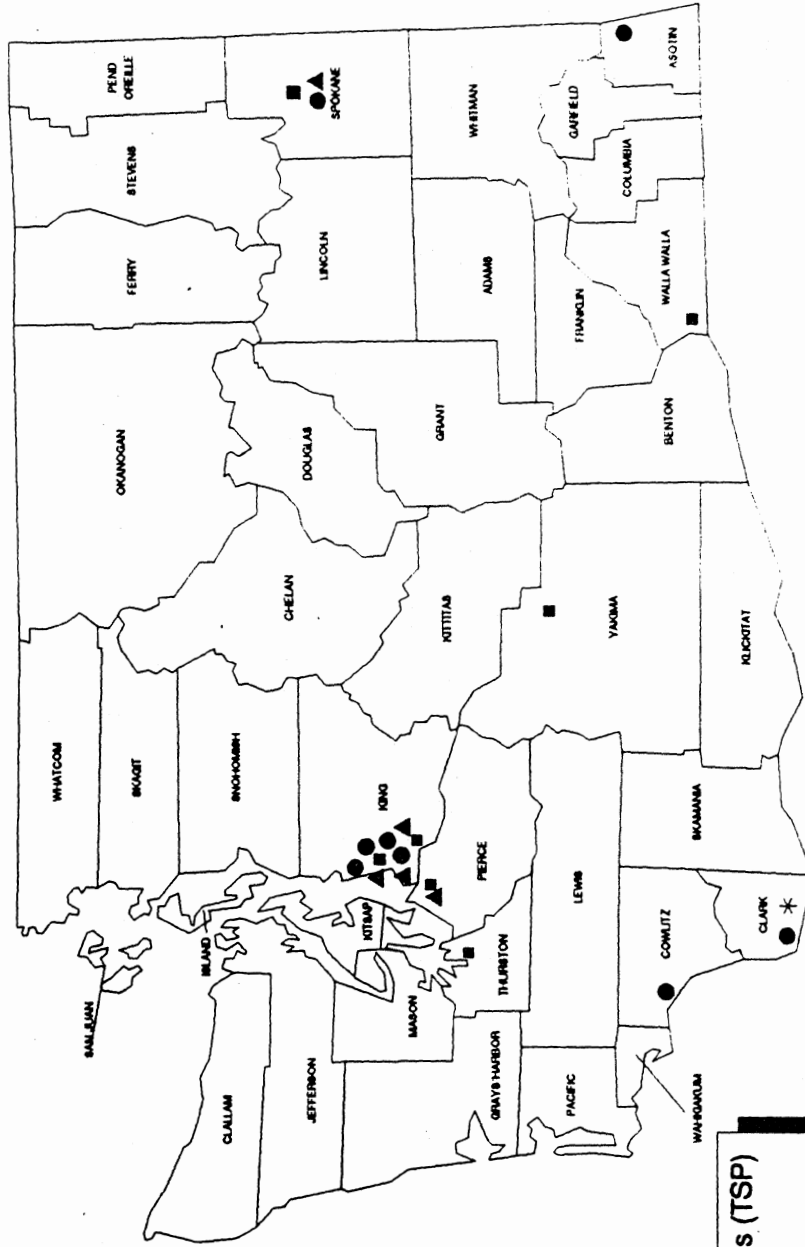 WHATCOM
SAN JUAN
SKAGIT
ISLAND
SNOHOMISH
CLALLAM
JEFFERSON
KITSAP
KING
MASON
GRAYS HARBOR
THURSTON
PIERCE
PACIFIC
LEWIS
WAHKIAKUM
COWLITZ
SKAMANIA
CLARK
OKANOGAN
CHELAN
DOUGLAS
KITTITAS
GRANT
YAKIMA
KLICKITAT
BENTON
FERRY
STEVENS
PEND
OREILLE
LINCOLN
SPOKANE
ADAMS
WHITMAN
FRANKLIN
WALLA WALLA
COLUMBIA
GARFIELD
ASOTIN
s (TSP)